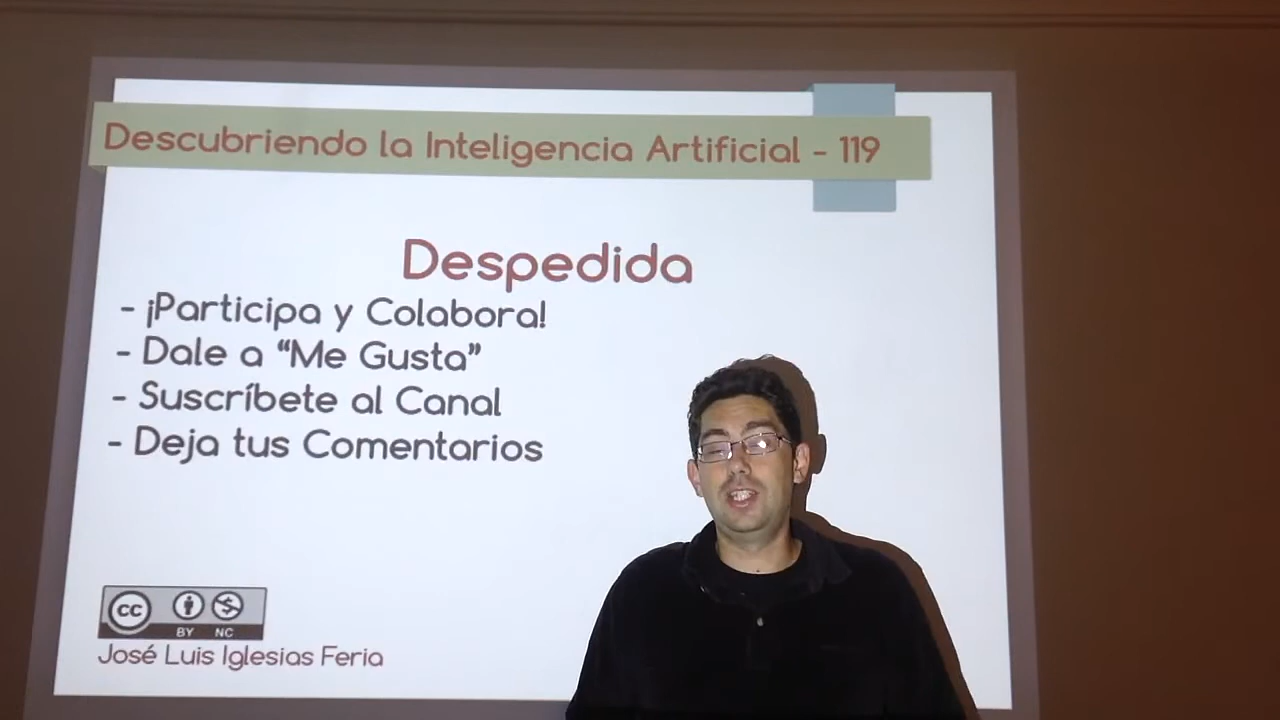 Descubriendo la Inteligencia Artificial - 119
Despedida
- ¡Participa y Colabora!
- Dale a “Me Gusta”
- Suscríbete al Canal
- Deja tus Comentarios
cc
BY NC
José Luis Iglesias Feria